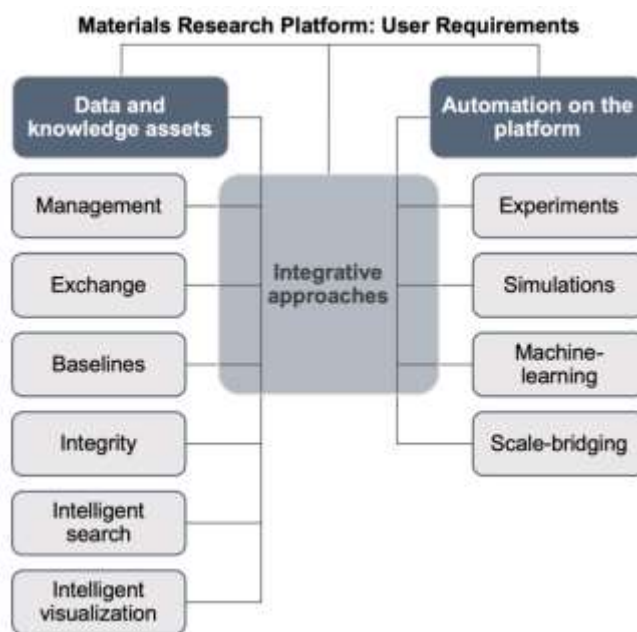 Materials Research Platform: User Requirements
Data and
knowledge assets
Automation on the
platform
Integrative
approaches
Management
Exchange
Baselines
Integrity
Intelligent
search
Intelligent
visualization
Experiments
Simulations
Machine-
learning
Scale-bridging